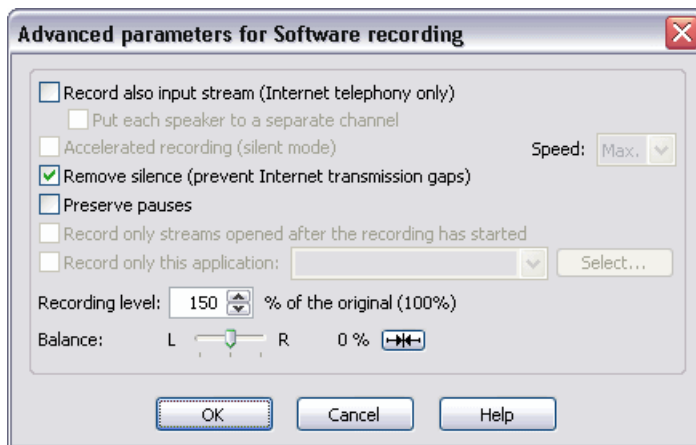 Advanced parameters for Software recording
Record also input stream (Internet telephony only)
Put each speaker to a separate channel
Accelerated recording (silent mode) Speed: Max.
Remove silence (prevent Internet transmission gaps)
Preserve pauses
Record only streams opened after the recording has started
Record only this application: Select...
Recording level: 150 % of the original (100%)
Balance: L R 0 %
OK Cancel Help